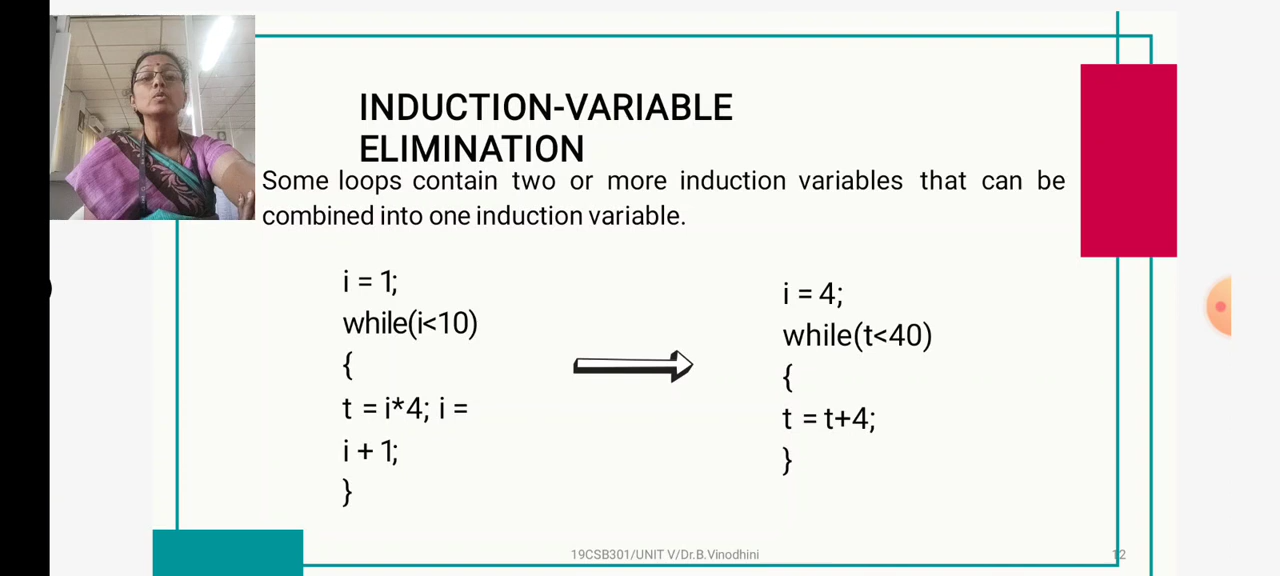 INDUCTION-VARIABLE
ELIMINATION
Some loops contain two or more induction variables that can be
combined into one induction variable.
i = 1;
while(i<10)
{
t = i*4; i =
i + 1;
}
i = 4;
while(t<40)
{
t = t+4;
}
19CSB301/UNIT V/Dr.B.Vinodhini
12